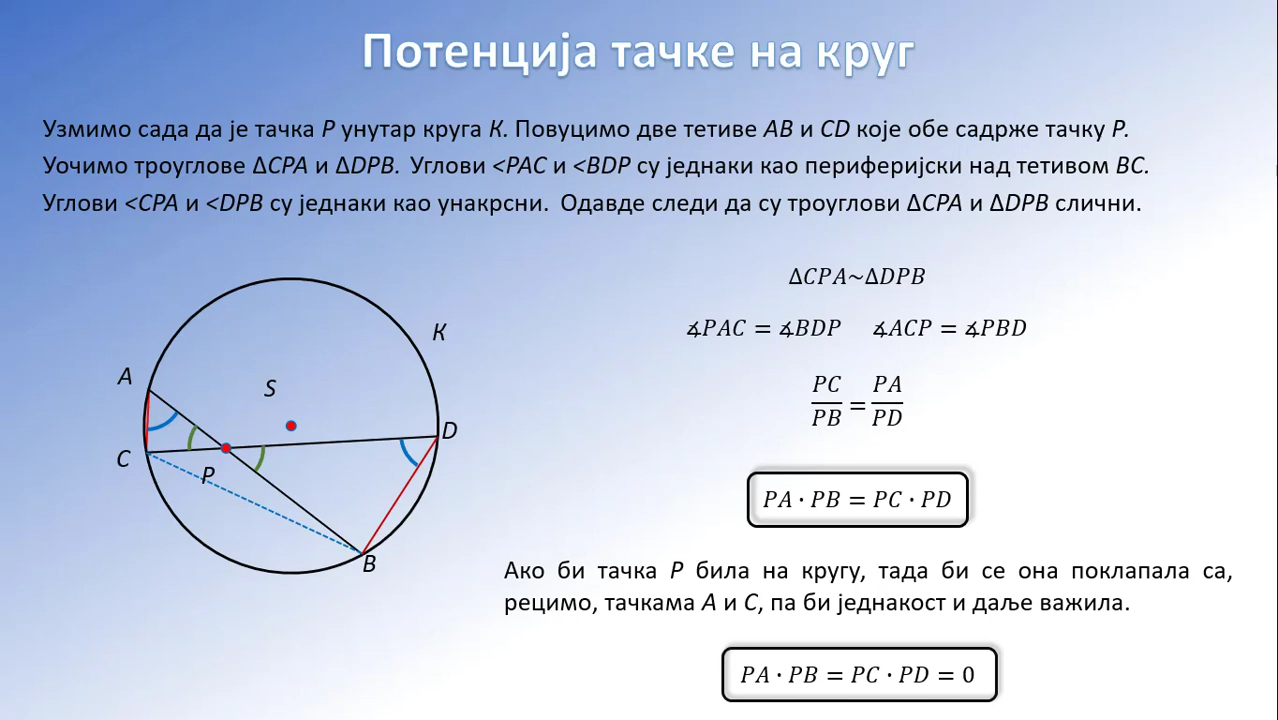 Потенција тачке на круг
Узмимо сада да је тачка P унутар круга K. Повуцимо две тетиве AB и CD које обе садрже тачку P.
Уочимо троуглове ΔCPA и ΔDPB. Углови <PAC и <BDP су једнаки као периферијски над тетивом BC.
Углови <CPA и <DPB су једнаки као унакрсни. Одавде следи да су троуглови ΔCPA и ΔDPB слични.
ΔCPA~ΔDPB
∡PAC = ∡BDP ∡ACP = ∡PBD
PC/PB = PA/PD
PA · PB = PC · PD
Ако би тачка P била на кругу, тада би се она поклапала са,
рецимо, тачкама A и C, па би једнакост и даље важила.
PA · PB = PC · PD = 0
K
A
S
D
C
P
B